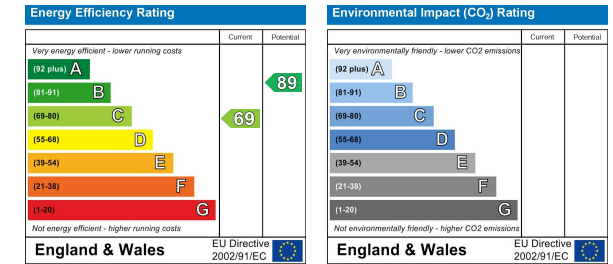 Energy Efficiency Rating
Current Potential
Very energy efficient - lower running costs
(92 plus) A
(81-91) B
(69-80) C
(55-68) D
(39-54) E
(21-38) F
(1-20) G
89
69
Not energy efficient - higher running costs
England & Wales
EU Directive
2002/91/EC
Environmental Impact (CO2) Rating
Current Potential
Very environmentally friendly - lower CO2 emissions
(92 plus) A
(81-91) B
(69-80) C
(55-68) D
(39-54) E
(21-38) F
(1-20) G
Not environmentally friendly - higher CO2 emissions
England & Wales
EU Directive
2002/91/EC